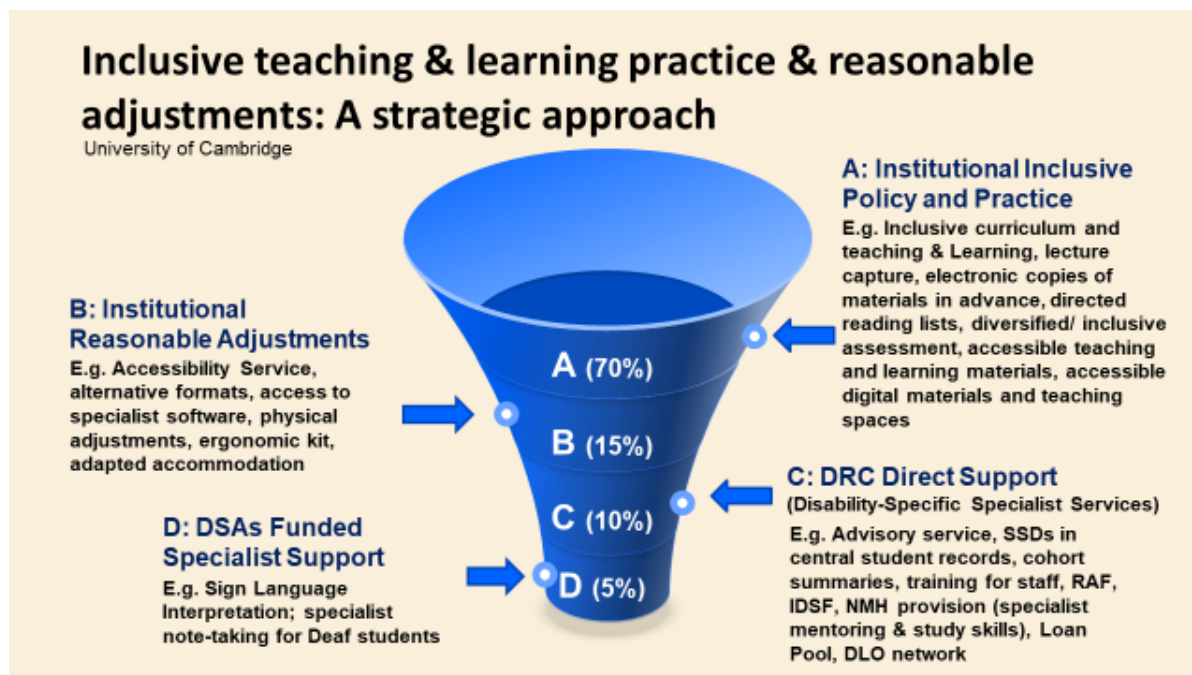 Inclusive teaching & learning practice & reasonable
adjustments: A strategic approach
University of Cambridge
A: Institutional Inclusive
Policy and Practice
E.g. Inclusive curriculum and
teaching & Learning, lecture
capture, electronic copies of
materials in advance, directed
reading lists, diversified/ inclusive
assessment, accessible teaching
and learning materials, accessible
digital materials and teaching
spaces
B: Institutional
Reasonable Adjustments
E.g. Accessibility Service,
alternative formats, access to
specialist software, physical
adjustments, ergonomic kit,
adapted accommodation
A (70%)
B (15%)
C (10%)
D (5%)
C: DRC Direct Support
(Disability-Specific Specialist Services)
E.g. Advisory service, SSDs in
central student records, cohort
summaries, training for staff, RAF,
IDSF, NMH provision (specialist
mentoring & study skills), Loan
Pool, DLO network
D: DSAs Funded
Specialist Support
E.g. Sign Language
Interpretation; specialist
note-taking for Deaf students